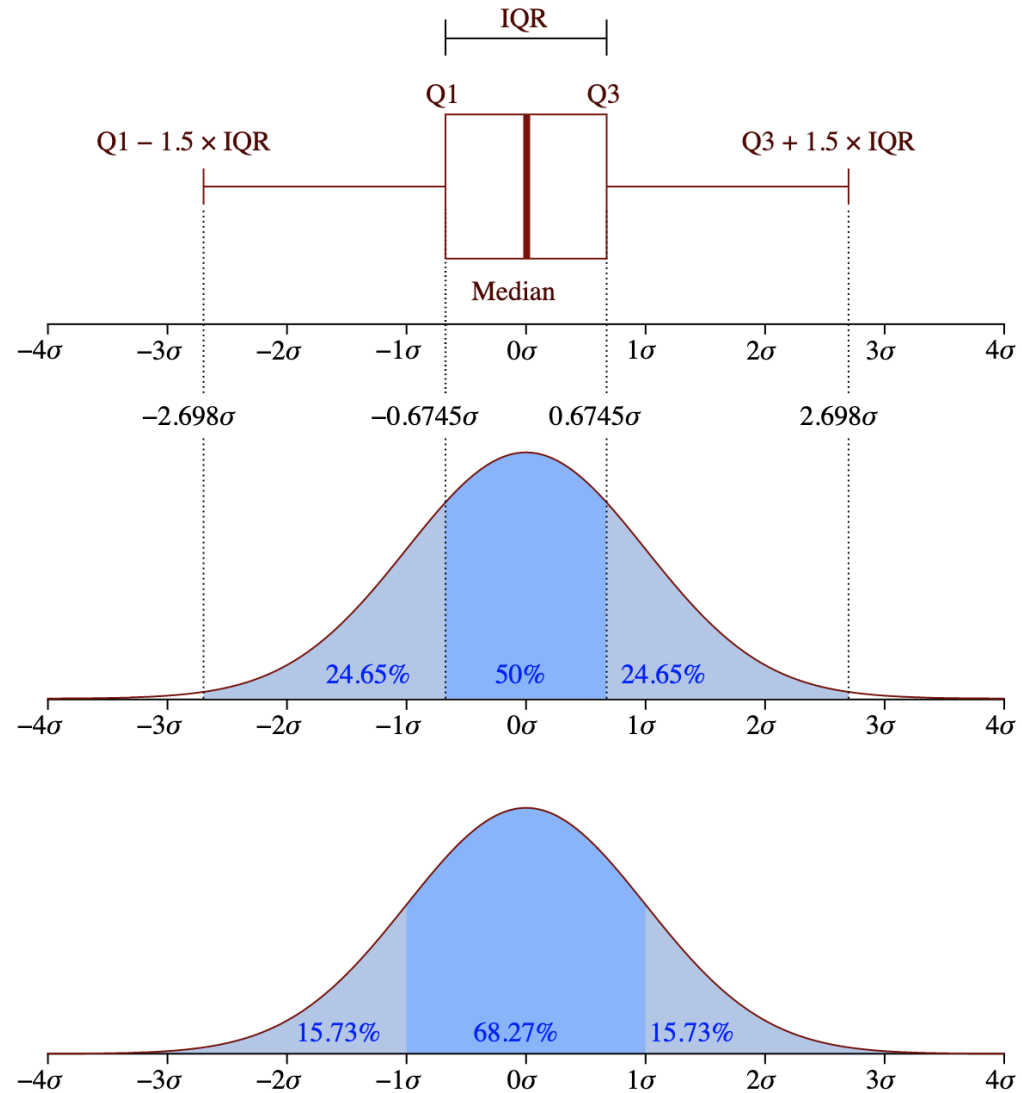 IQR
Q1 Q3
Q1 − 1.5 × IQR Q3 + 1.5 × IQR
Median
−4σ −3σ −2σ −1σ 0σ 1σ 2σ 3σ 4σ
−2.698σ −0.6745σ 0.6745σ 2.698σ
24.65% 50% 24.65%
−4σ −3σ −2σ −1σ 0σ 1σ 2σ 3σ 4σ
15.73% 68.27% 15.73%
−4σ −3σ −2σ −1σ 0σ 1σ 2σ 3σ 4σ